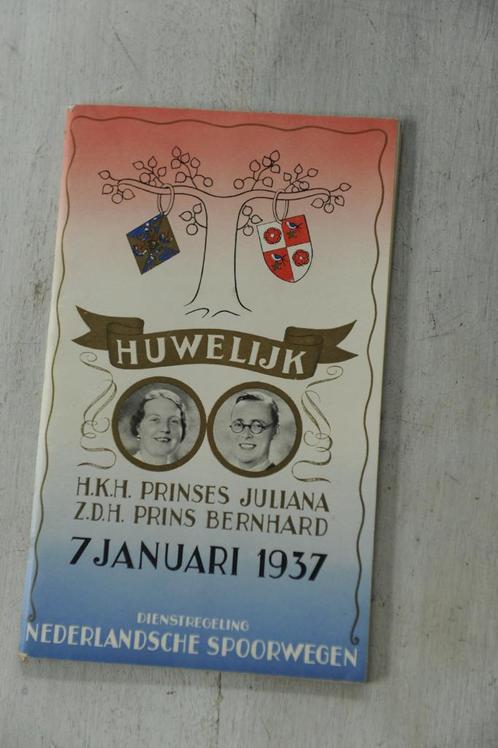 HUWELIJK
H.K.H. PRINSES JULIANA
Z.D.H. PRINS BERNHARD
7 JANUARI 1937
DIENSTREGELING
NEDERLANDSCHE SPOORWEGEN